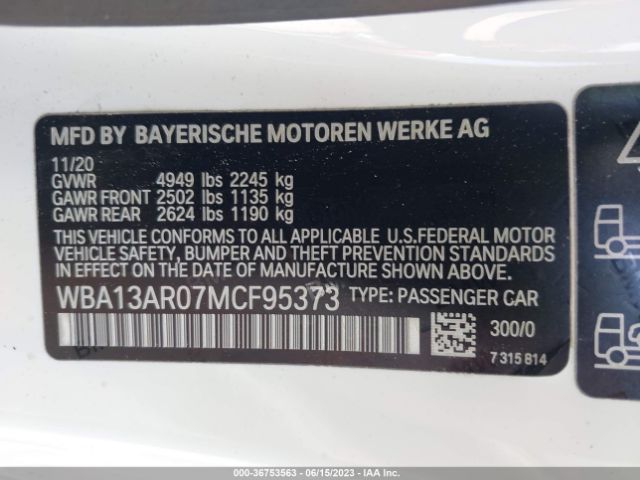 MFD BY BAYERISCHE MOTOREN WERKE AG
11/20
GVWR 4949 lbs 2245 kg
GAWR FRONT 2502 lbs 1135 kg
GAWR REAR 2624 lbs 1190 kg
THIS VEHICLE CONFORMS TO ALL APPLICABLE U.S.FEDERAL MOTOR
VEHICLE SAFETY, BUMPER AND THEFT PREVENTION STANDARDS
IN EFFECT ON THE DATE OF MANUFACTURE SHOWN ABOVE.
WBA13AR07MCF95373 TYPE: PASSENGER CAR
300/0
7 315 814
000-36753563 - 06/15/2023 - © IAA Holdings, LLC